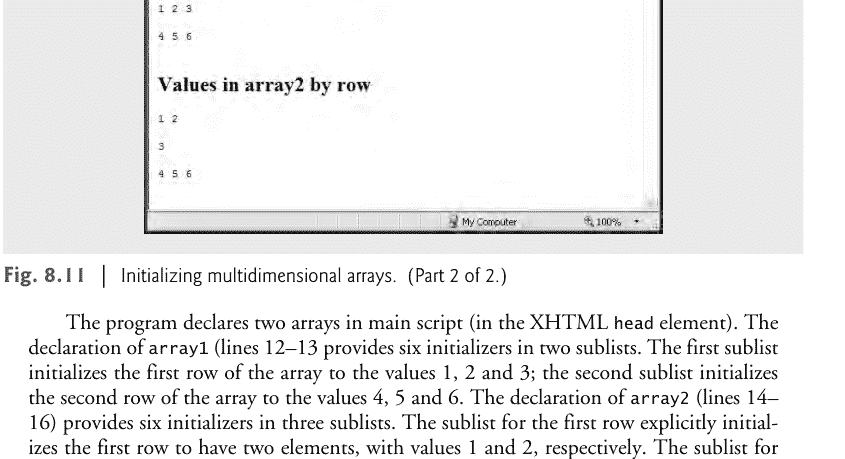 1 2 3
4 5 6
Values in array2 by row
1 2
3
4 5 6
My Computer
100%
Fig. 8.11 | Initializing multidimensional arrays. (Part 2 of 2.)
The program declares two arrays in main script (in the XHTML head element). The
declaration of array1 (lines 12–13 provides six initializers in two sublists. The first sublist
initializes the first row of the array to the values 1, 2 and 3; the second sublist initializes
the second row of the array to the values 4, 5 and 6. The declaration of array2 (lines 14–
16) provides six initializers in three sublists. The sublist for the first row explicitly initial-
izes the first row to have two elements, with values 1 and 2, respectively. The sublist for